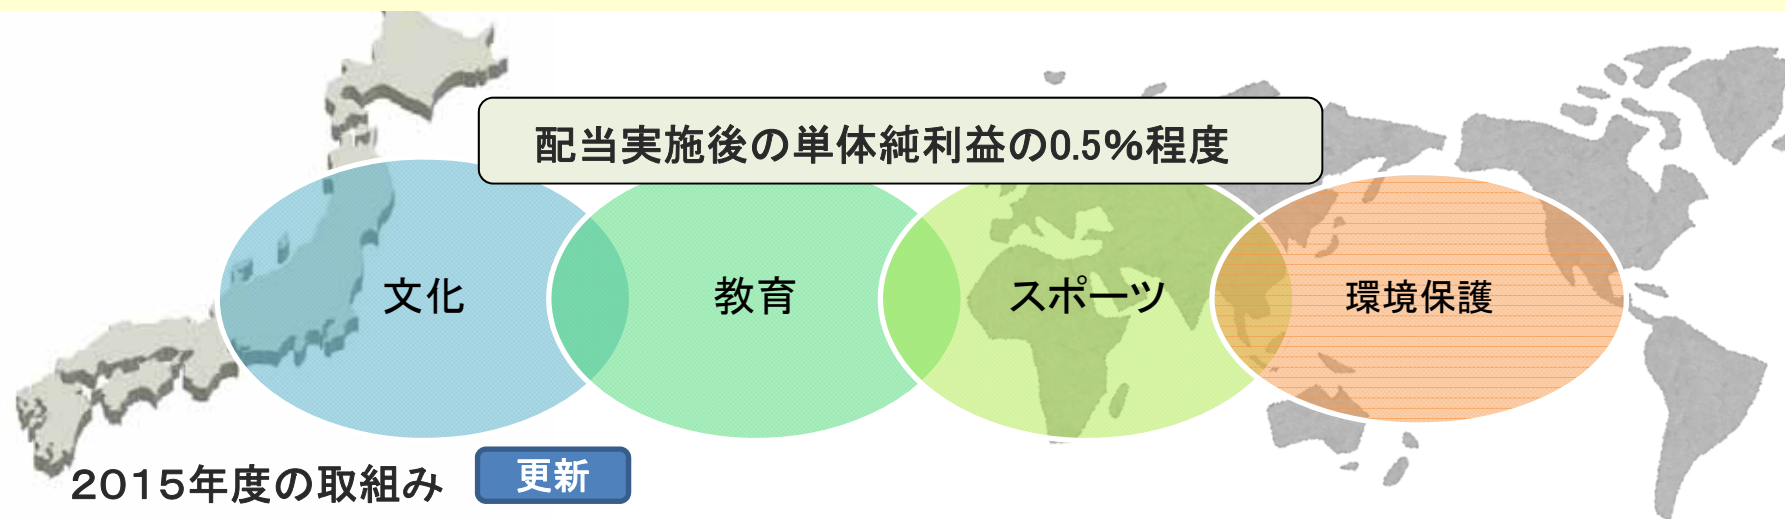 配当実施後の単体純利益の0.5%程度
文化
教育
スポーツ
環境保護
2015年度の取組み
更新